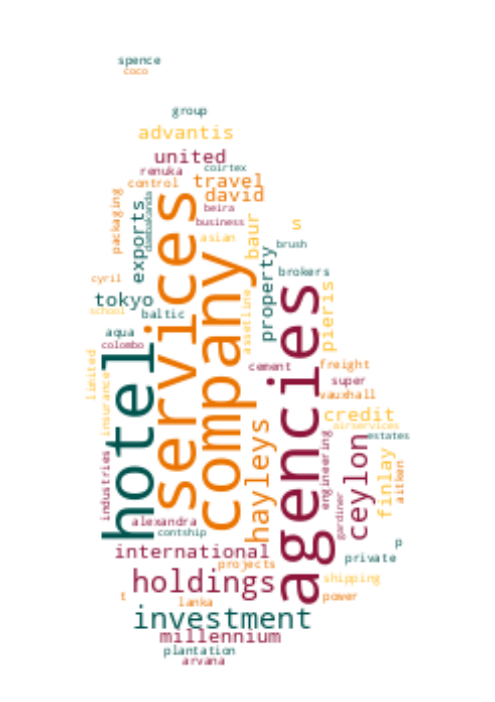 spence
coco
group
advantis
united
coirtex
renuka
control
travel
david
packaging
exports
dambakanda
services
beira
business
asian
baur
s
brush
brokers
property
cyril
tokyo
school
baltic
company
assetline
agencies
pieris
aqua
colombo
hotel
limited
insurance
cement
freight
super
vauxhall
credit
airservices
estates
hayleys
engineering
ceylon
finlay
aitken
industries
gardiner
alexandra
contship
p
international
private
projects
holdings
shipping
t
lanka
power
investment
millennium
plantation
arvana